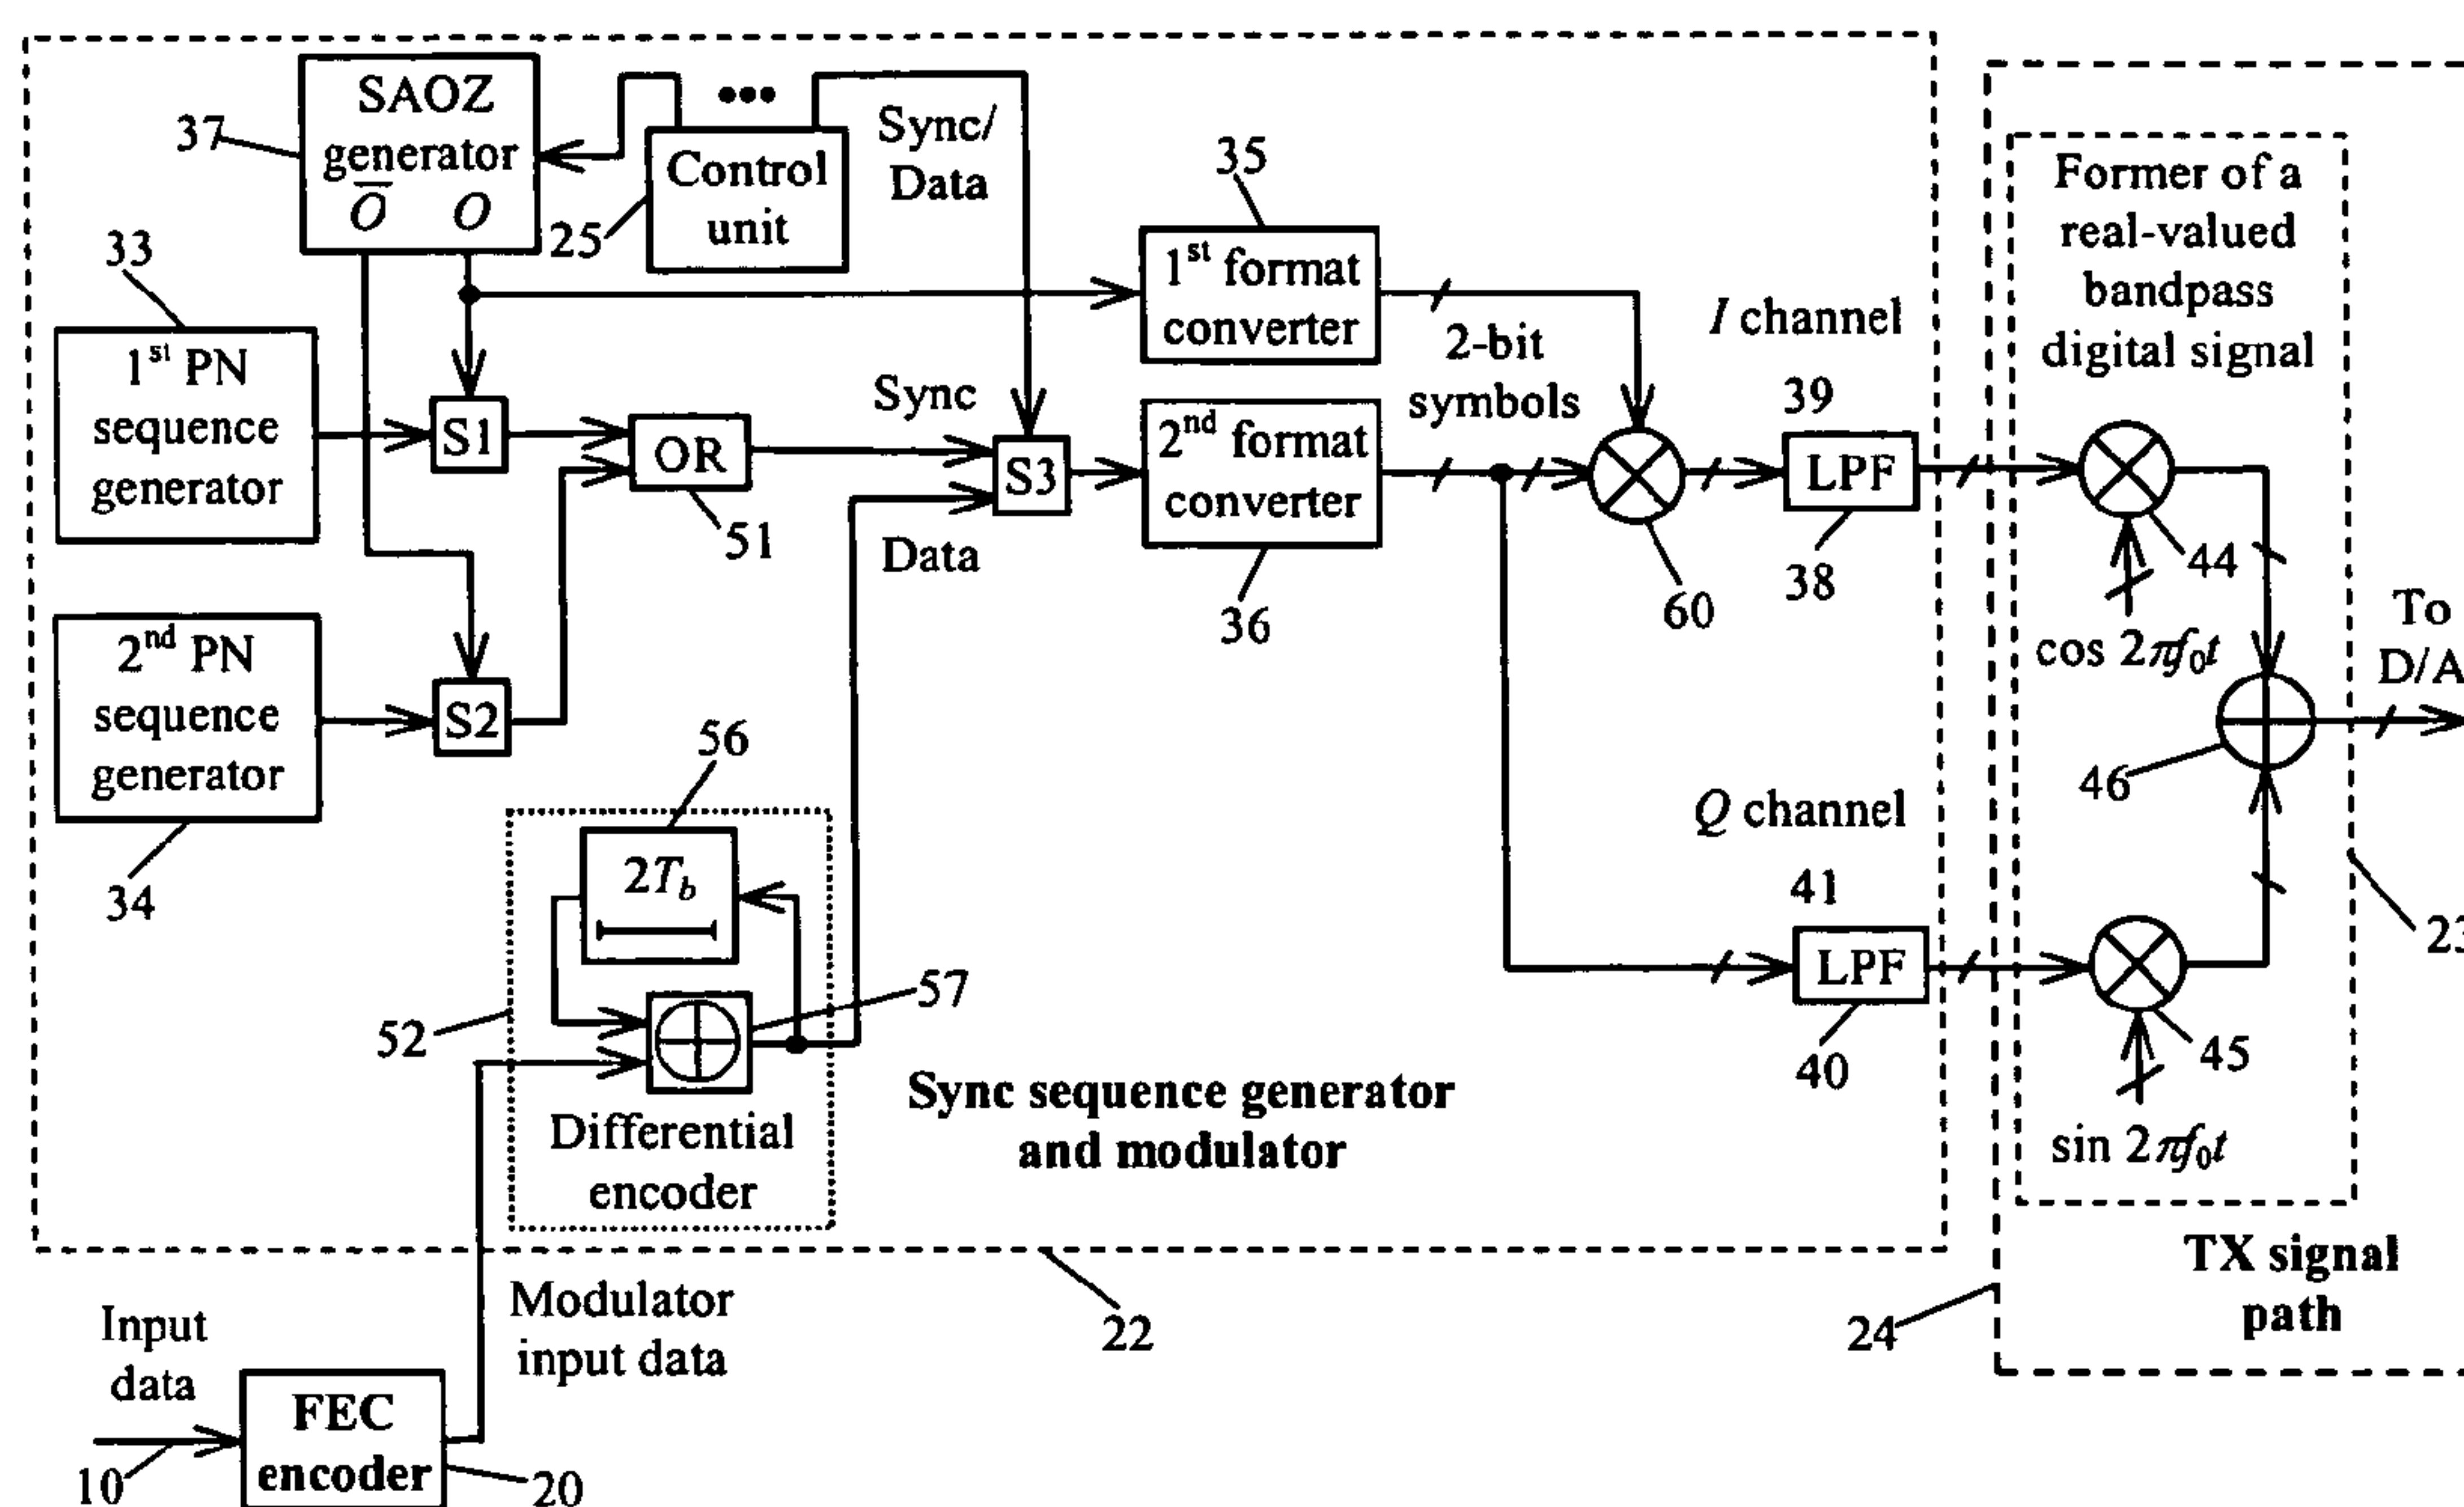 SAOZ
generator
O̅ O
37
•••
Control
unit
25
Sync/
Data
33
1st PN
sequence
generator
S1
OR
51
Sync
Data
S3
35
1st format
converter
2nd format
converter
36
2-bit
symbols
60
I channel
39
LPF
38
Former of a
real-valued
bandpass
digital signal
44
cos 2πf0t
To
D/A
46
23
2nd PN
sequence
generator
34
S2
56
2Tb
57
52
Differential
encoder
Sync sequence generator
and modulator
Q channel
41
LPF
40
45
sin 2πf0t
TX signal
path
24
22
Modulator
input data
Input
data
10
FEC
encoder
20